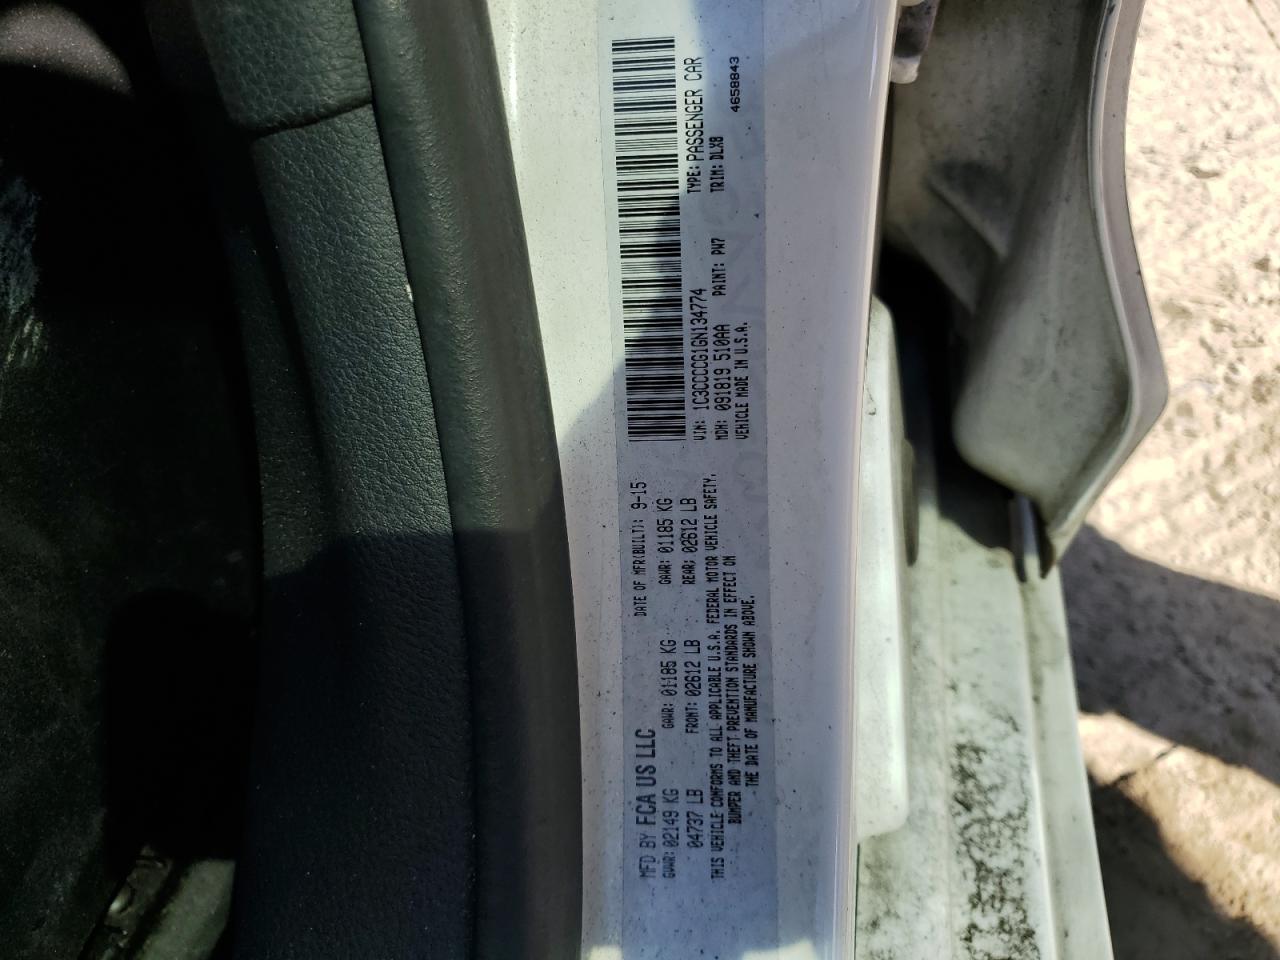 MFD BY FCA US LLC
DATE OF MFR(BUILT): 9-15
GVWR: 02149 KG
GAWR: 01185 KG
GAWR: 01185 KG
04737 LB
FRONT: 02612 LB
REAR: 02612 LB
THIS VEHICLE CONFORMS TO ALL APPLICABLE U.S.A. FEDERAL MOTOR VEHICLE SAFETY,
BUMPER AND THEFT PREVENTION STANDARDS IN EFFECT ON
THE DATE OF MANUFACTURE SHOWN ABOVE.
VIN: 1C3CCCCG1GN134774
TYPE: PASSENGER CAR
MDH: 091819 510AA
PAINT: PW7
TRIM: DLX8
VEHICLE MADE IN U.S.A.
4658843